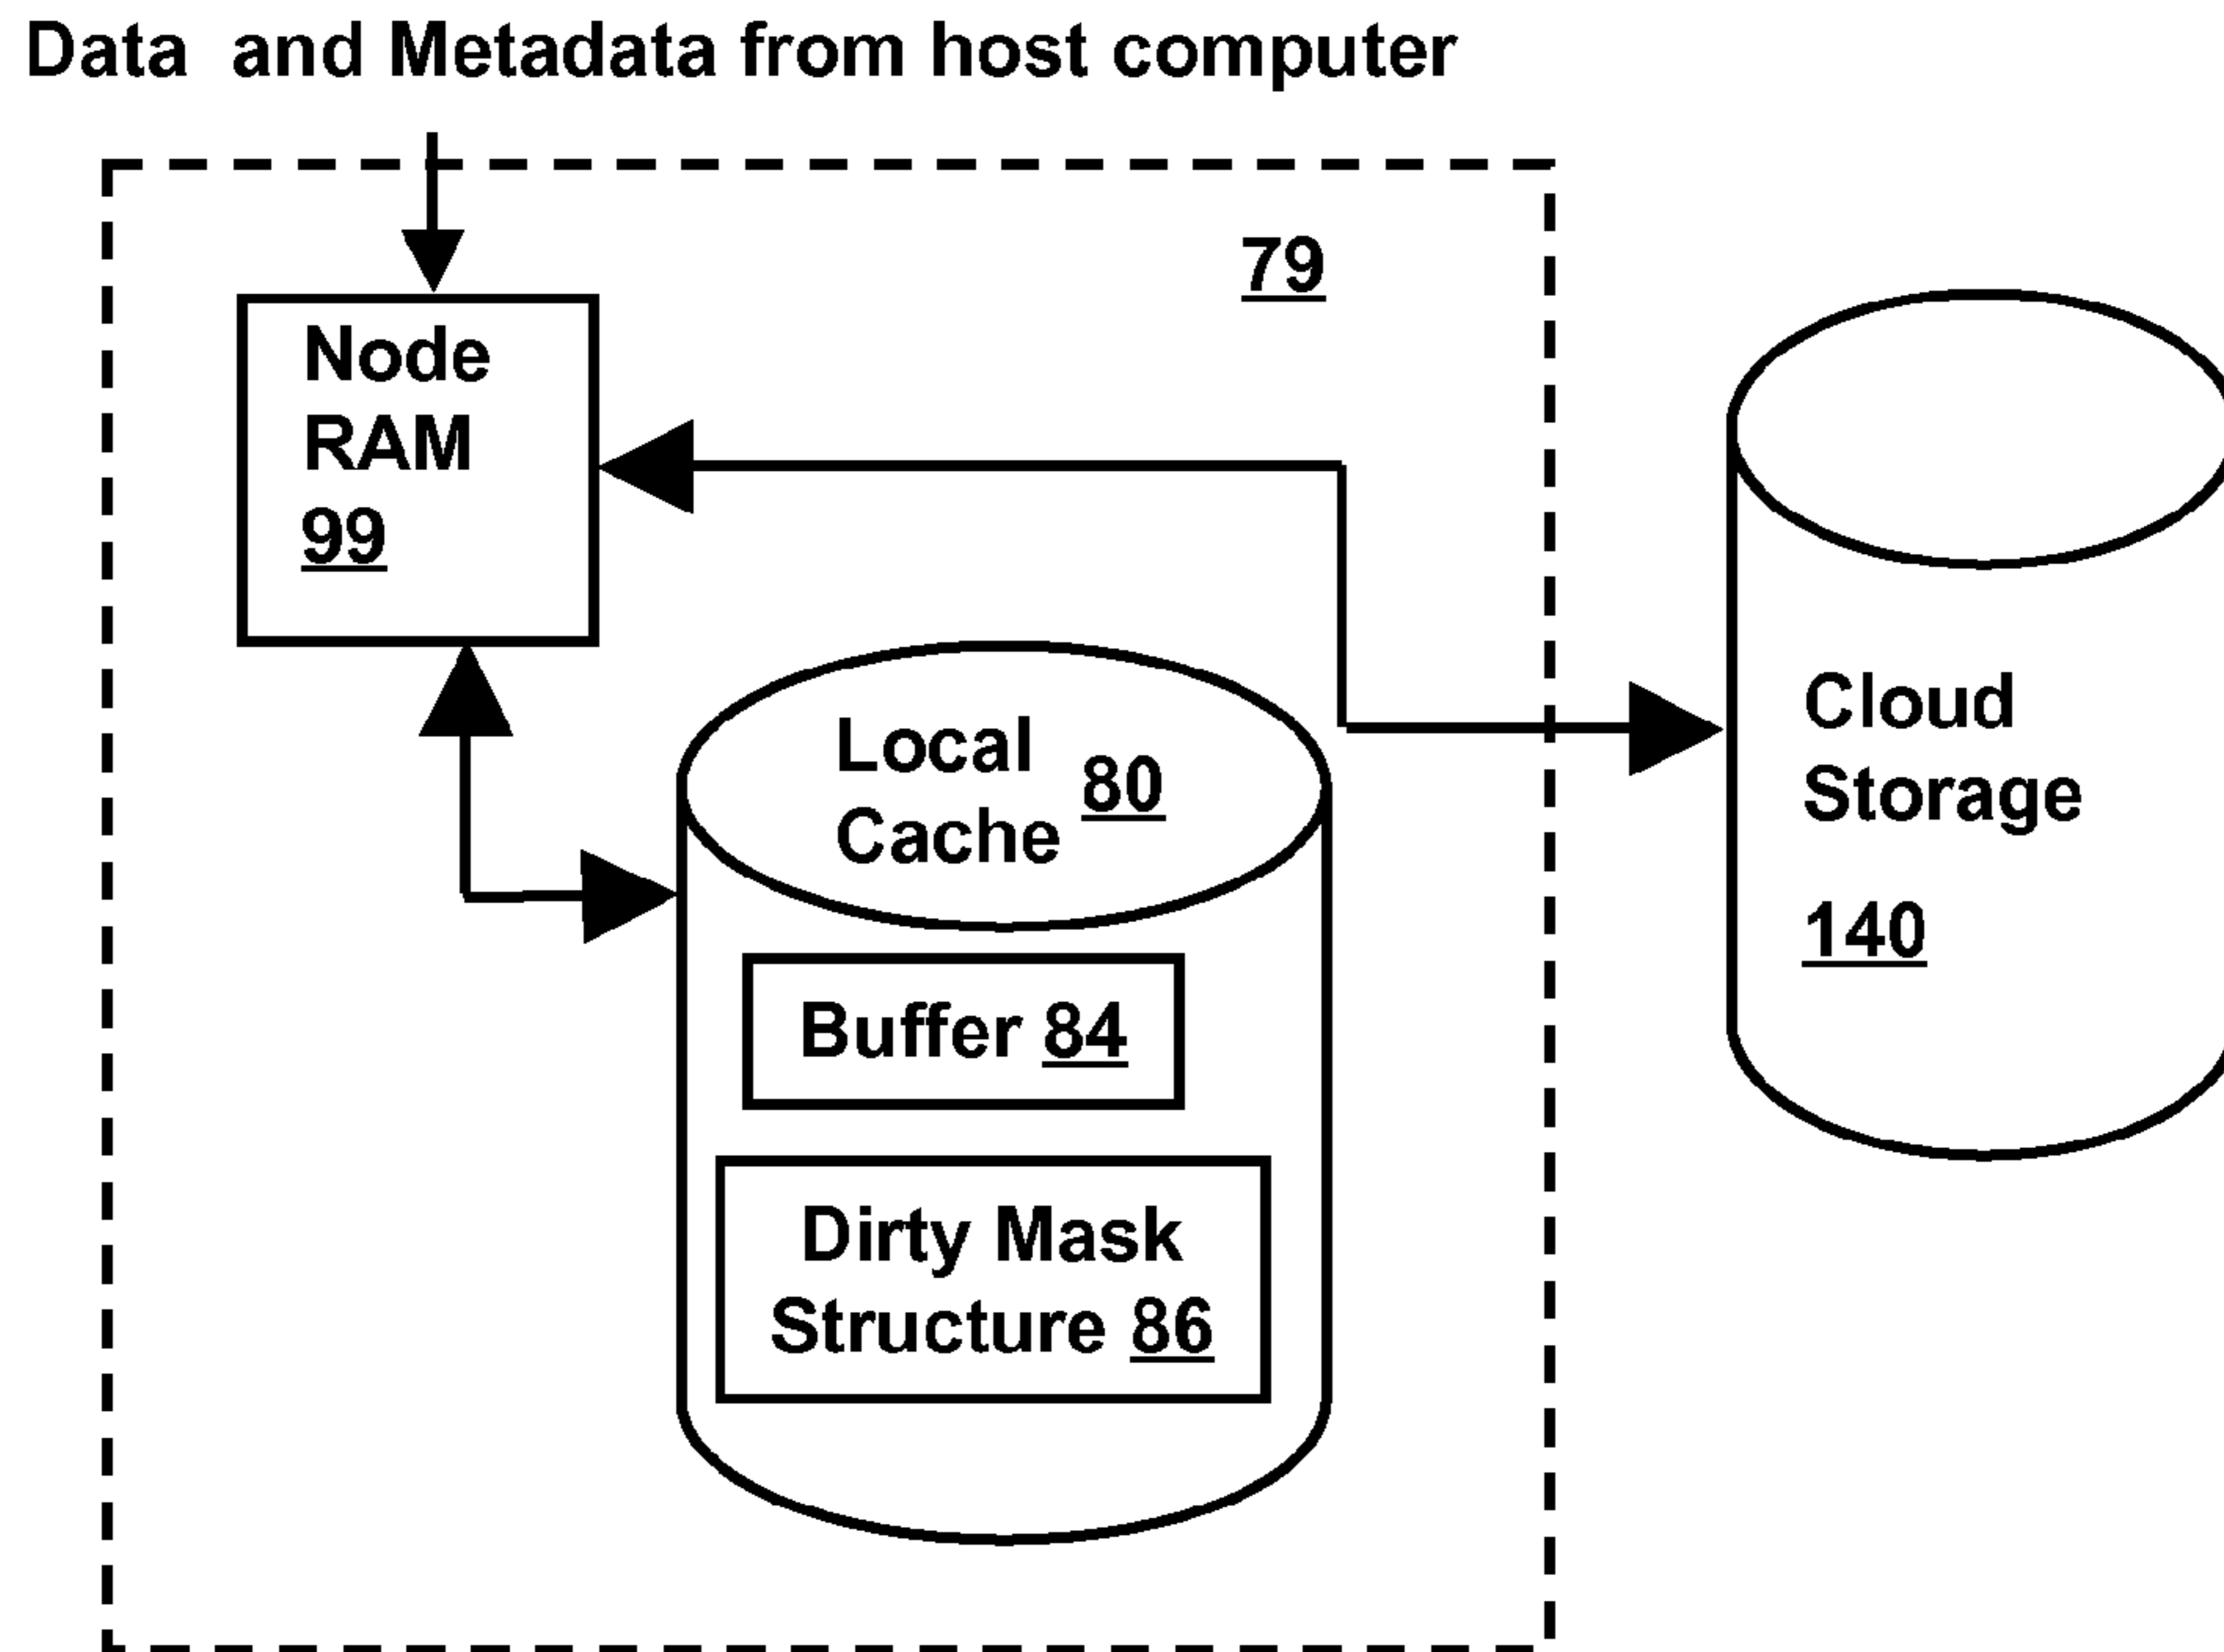 Data and Metadata from host computer
79
Node
RAM
99
Local
Cache 80
Cloud
Storage
140
Buffer 84
Dirty Mask
Structure 86